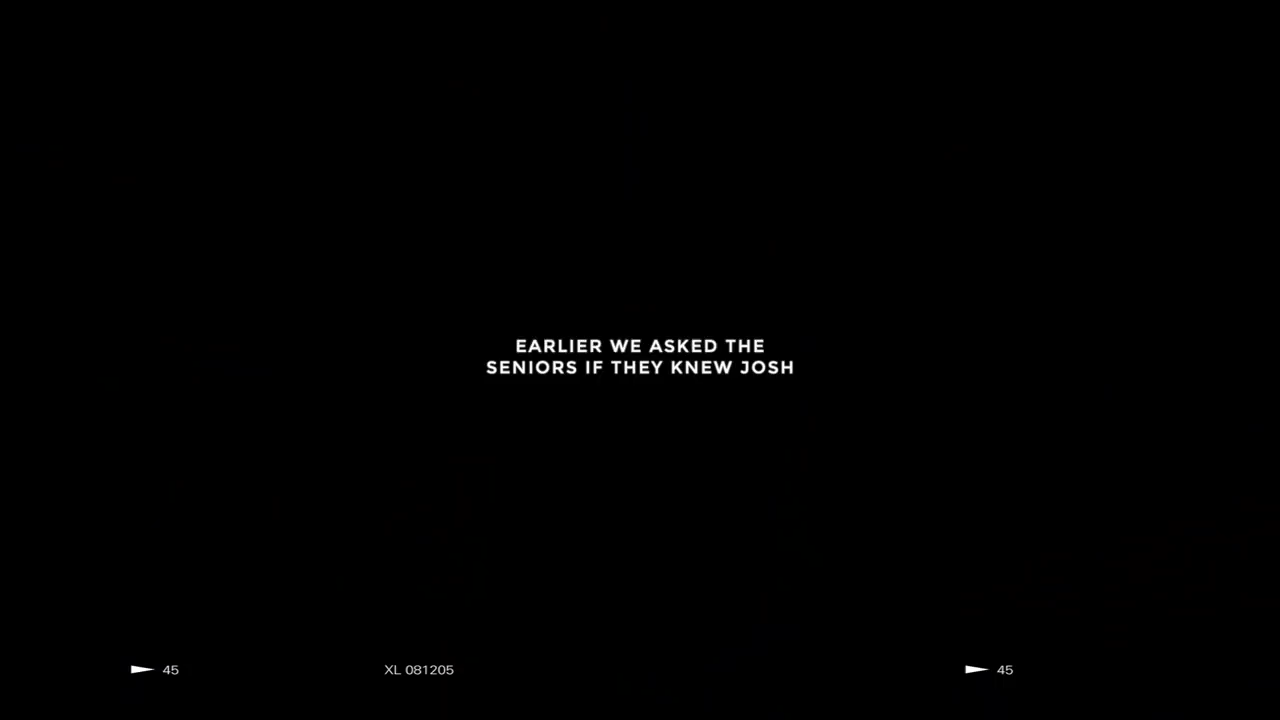 EARLIER WE ASKED THE
SENIORS IF THEY KNEW JOSH
45 XL 081205 45